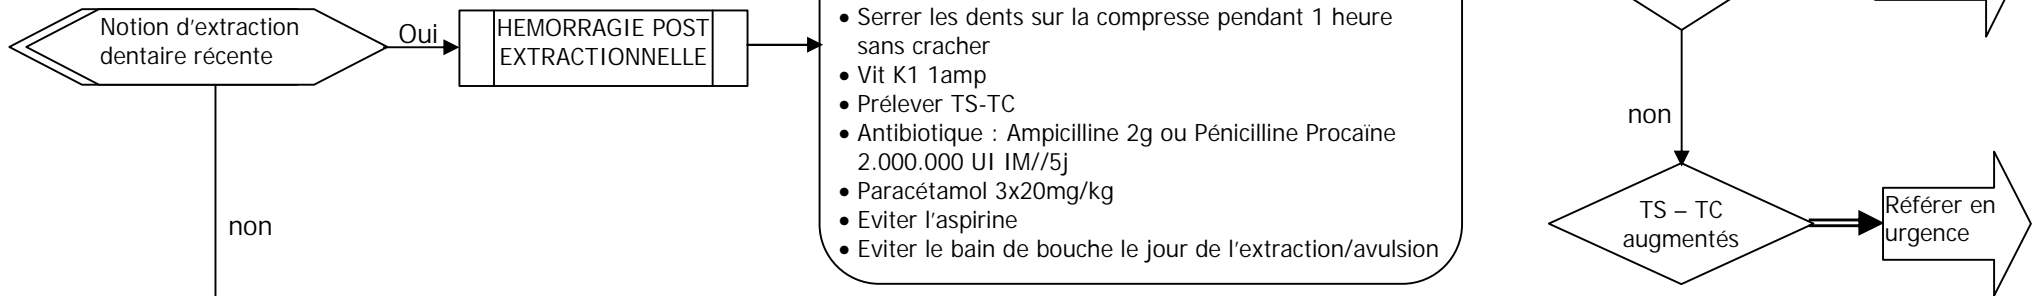 Notion d'extraction
dentaire récente
Oui
HEMORRAGIE POST
EXTRACTIONNELLE
• Serrer les dents sur la compresse pendant 1 heure
sans cracher
• Vit K1 1amp
• Prélever TS-TC
• Antibiotique : Ampicilline 2g ou Pénicilline Procaïne
2.000.000 UI IM//5j
• Paracétamol 3x20mg/kg
• Eviter l'aspirine
• Eviter le bain de bouche le jour de l'extraction/avulsion
non
non
TS – TC
augmentés
Référer en
urgence